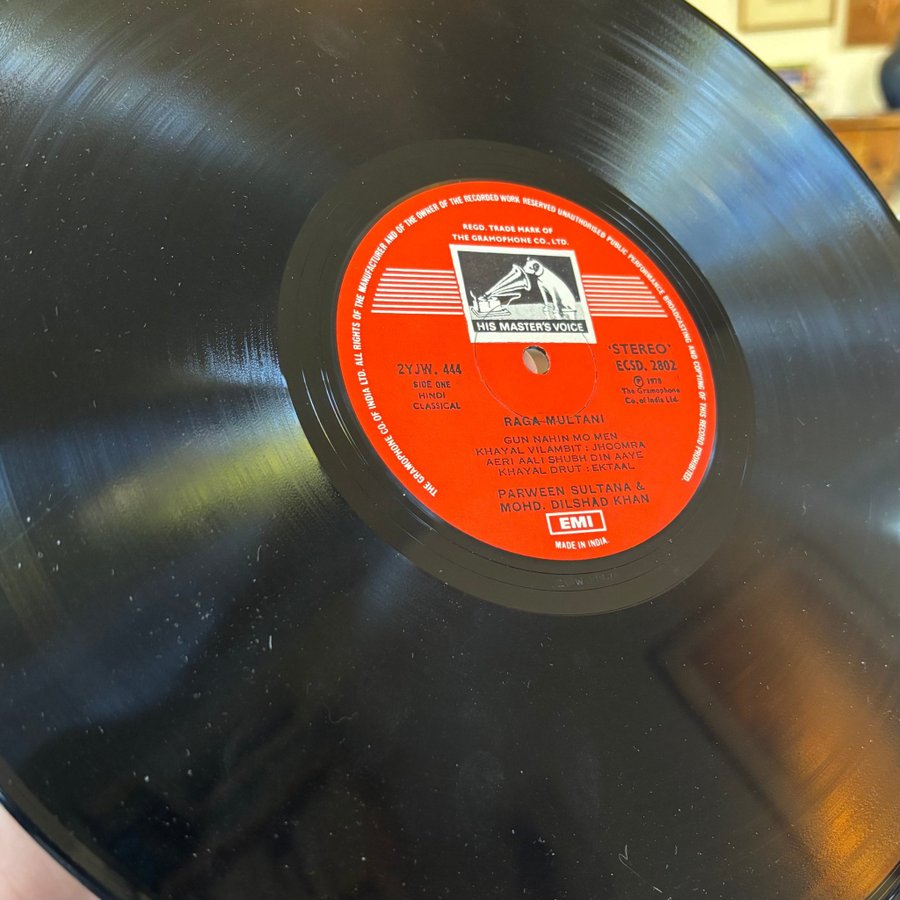 THE GRAMOPHONE CO. OF INDIA LTD. ALL RIGHTS OF THE MANUFACTURER AND OF THE OWNER OF THE RECORDED WORK RESERVED UNAUTHORISED PUBLIC PERFORMANCE BROADCASTING AND COPYING OF THIS RECORD PROHIBITED.
REGD. TRADE MARK OF
THE GRAMOPHONE CO., LTD.
HIS MASTER'S VOICE
2YJW. 444
SIDE ONE
HINDI
CLASSICAL
'STEREO'
ECSD. 2802
Ⓟ 1978
The Gramophone
Co., of India Ltd.
RAGA-MULTANI
GUN NAHIN MO MEN
KHAYAL VILAMBIT : JHOOMRA
AERI AALI SHUBH DIN AAYE
KHAYAL DRUT : EKTAAL
PARWEEN SULTANA &
MOHD. DILSHAD KHAN
EMI
MADE IN INDIA.